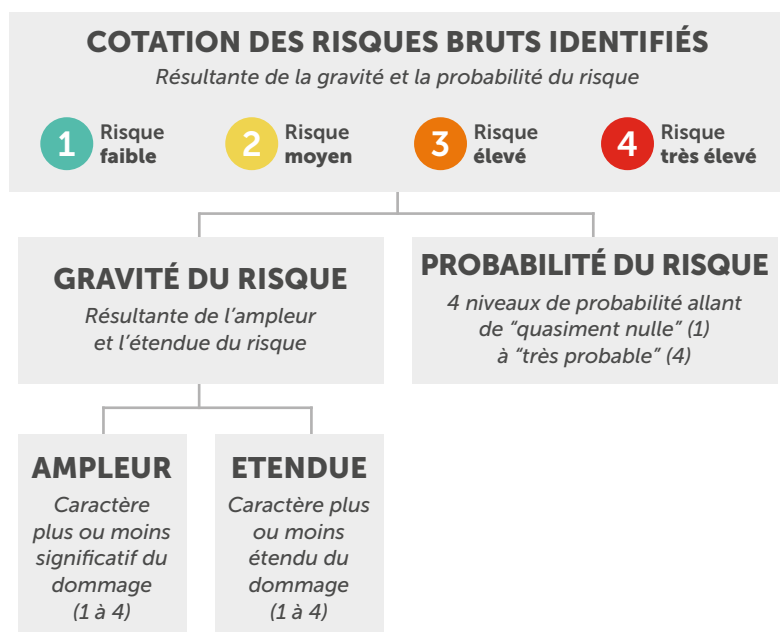 COTATION DES RISQUES BRUTS IDENTIFIÉS
Résultante de la gravité et la probabilité du risque
1 Risque
faible
2 Risque
moyen
3 Risque
élevé
4 Risque
très élevé
GRAVITÉ DU RISQUE
Résultante de l’ampleur
et l’étendue du risque
PROBABILITÉ DU RISQUE
4 niveaux de probabilité allant
de “quasiment nulle” (1)
à “très probable” (4)
AMPLEUR
Caractère
plus ou moins
significatif du
dommage
(1 à 4)
ETENDUE
Caractère plus
ou moins
étendu du
dommage
(1 à 4)